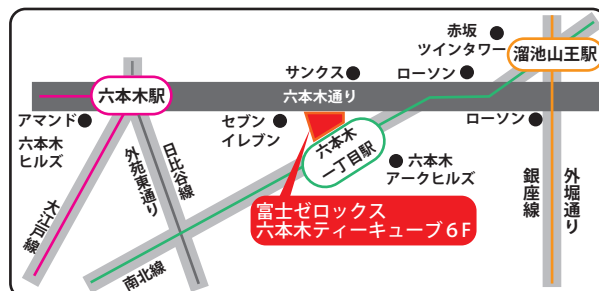 赤坂
ツインタワー
溜池山王駅
サンクス
ローソン
六本木駅
六本木通り
アマンド
六本木
ヒルズ
セブン
イレブン
六本木
一丁目駅
ローソン
六本木
アークヒルズ
日比谷線
外苑東通り
大江戸線
南北線
銀座線
外堀通り
富士ゼロックス
六本木ティーキューブ6F